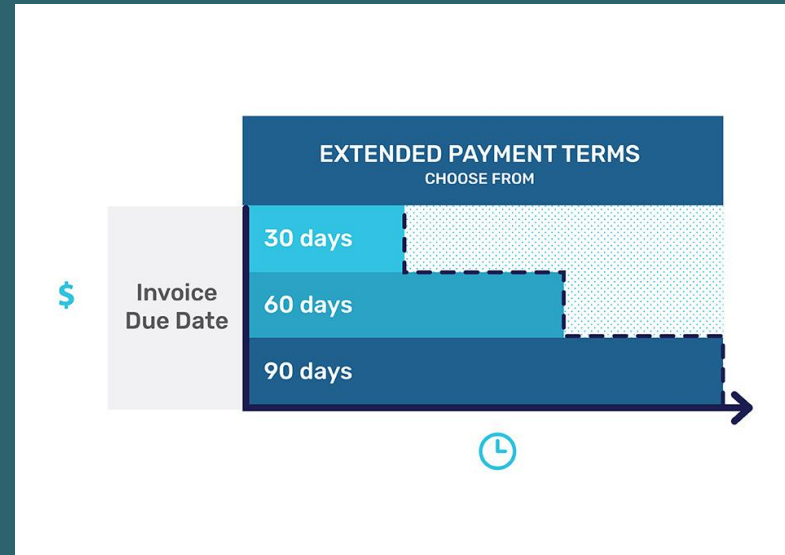 EXTENDED PAYMENT TERMS
CHOOSE FROM
30 days
60 days
90 days
$
Invoice
Due Date